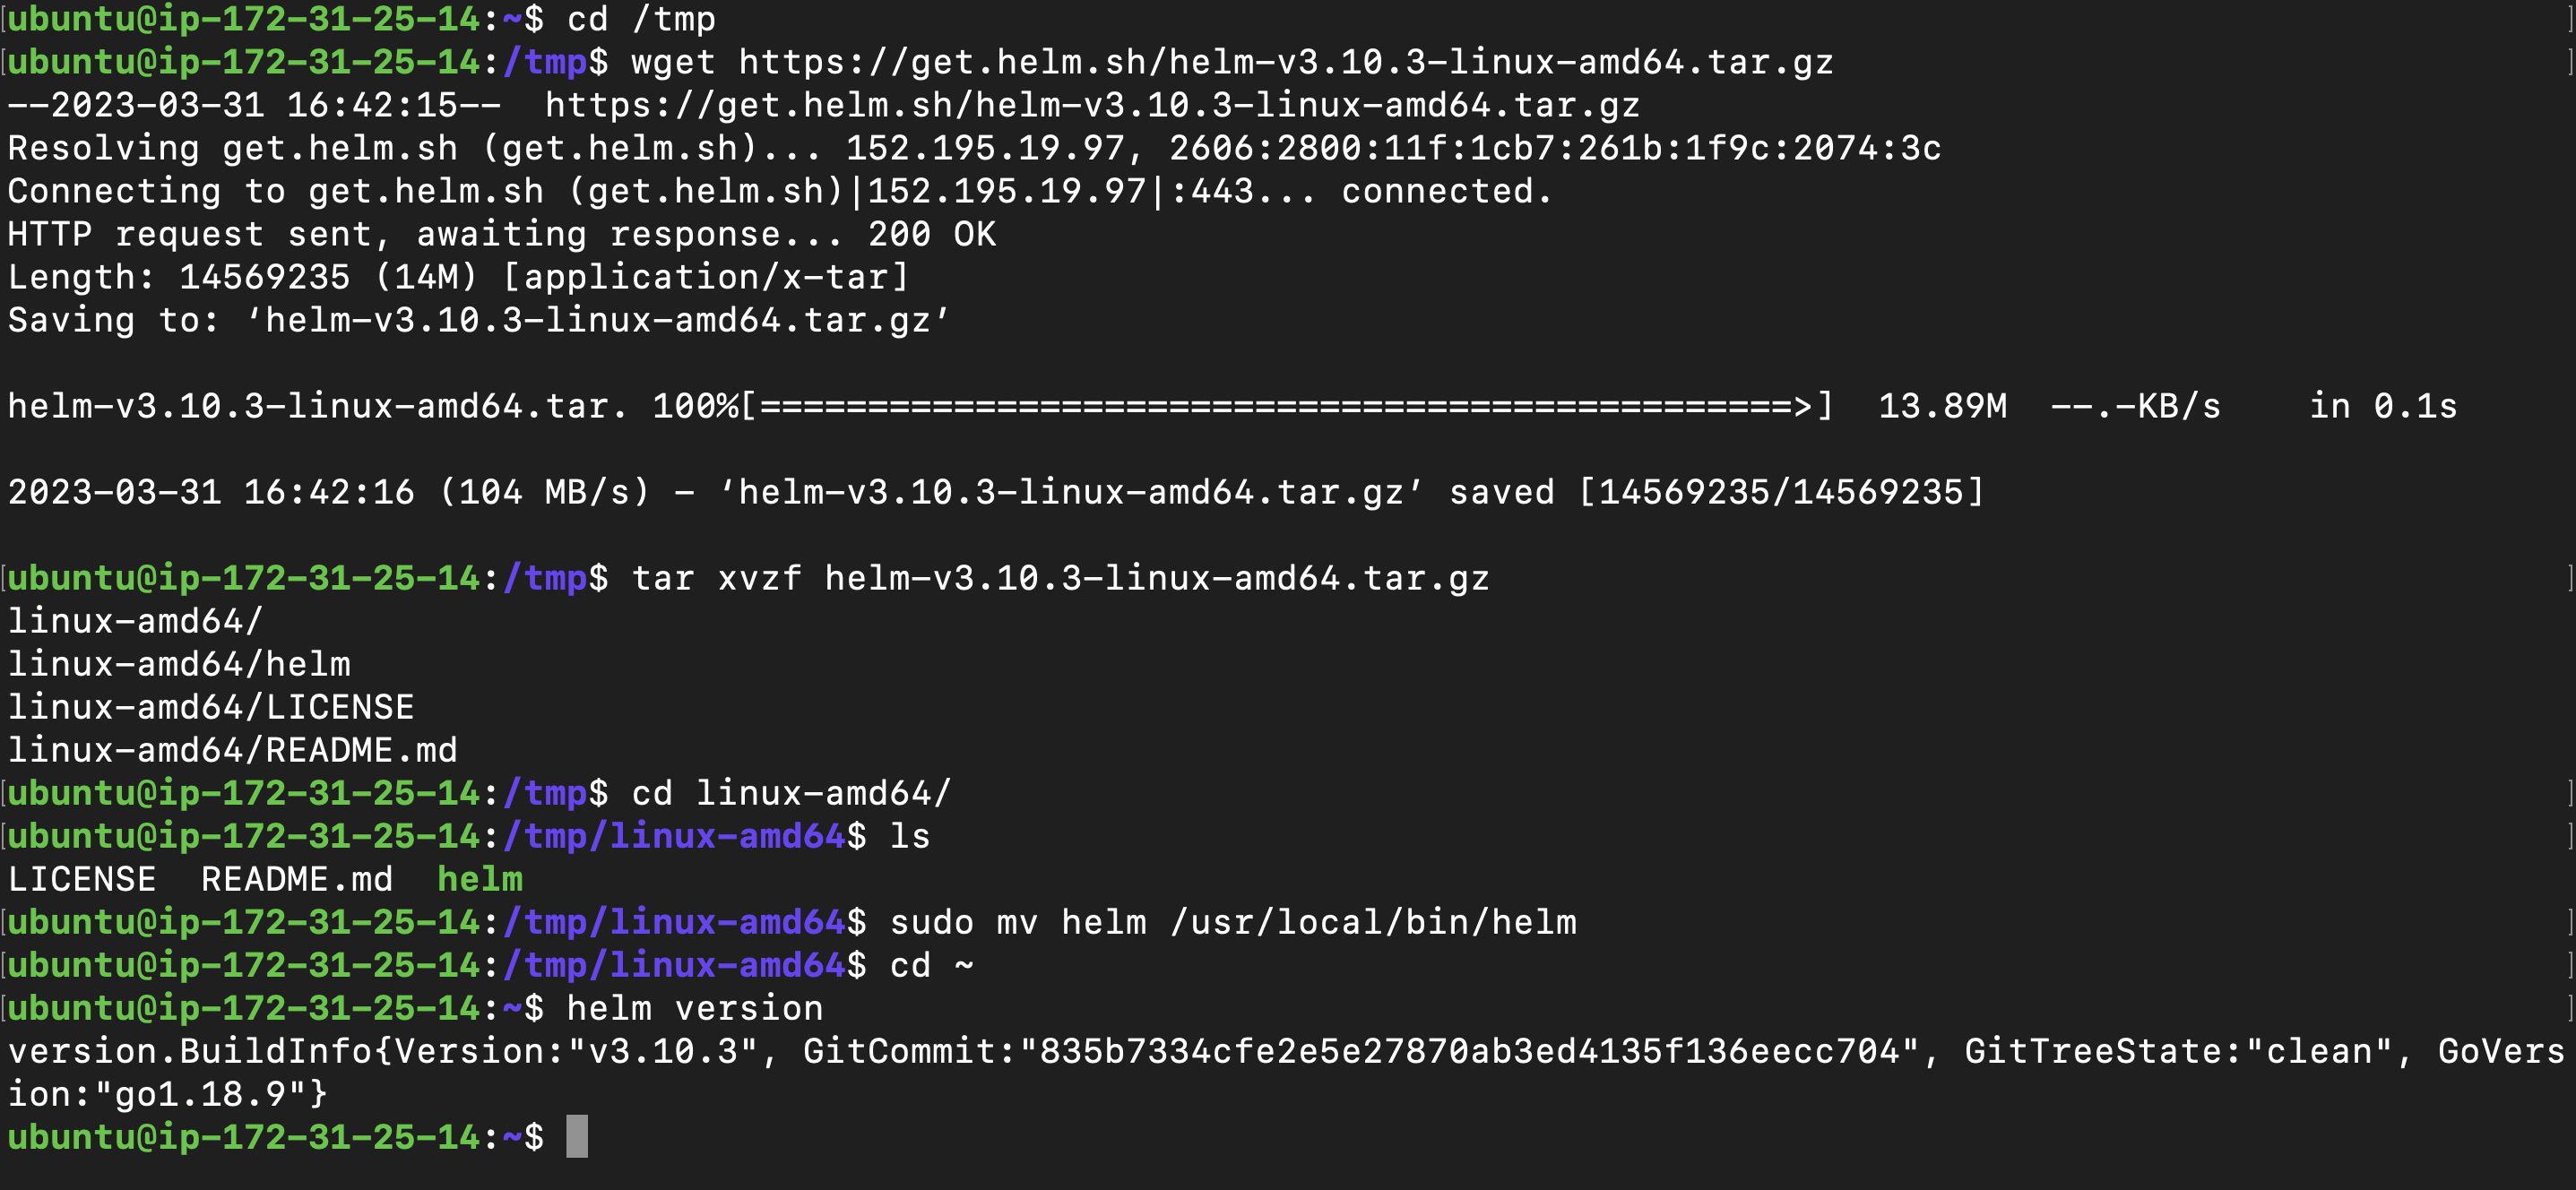 [ubuntu@ip-172-31-25-14:~$ cd /tmp ]
[ubuntu@ip-172-31-25-14:/tmp$ wget https://get.helm.sh/helm-v3.10.3-linux-amd64.tar.gz ]
--2023-03-31 16:42:15--  https://get.helm.sh/helm-v3.10.3-linux-amd64.tar.gz
Resolving get.helm.sh (get.helm.sh)... 152.195.19.97, 2606:2800:11f:1cb7:261b:1f9c:2074:3c
Connecting to get.helm.sh (get.helm.sh)|152.195.19.97|:443... connected.
HTTP request sent, awaiting response... 200 OK
Length: 14569235 (14M) [application/x-tar]
Saving to: ‘helm-v3.10.3-linux-amd64.tar.gz’
helm-v3.10.3-linux-amd64.tar. 100%[================================================>]  13.89M  --.-KB/s    in 0.1s
2023-03-31 16:42:16 (104 MB/s) - ‘helm-v3.10.3-linux-amd64.tar.gz’ saved [14569235/14569235]
[ubuntu@ip-172-31-25-14:/tmp$ tar xvzf helm-v3.10.3-linux-amd64.tar.gz ]
linux-amd64/
linux-amd64/helm
linux-amd64/LICENSE
linux-amd64/README.md
[ubuntu@ip-172-31-25-14:/tmp$ cd linux-amd64/ ]
[ubuntu@ip-172-31-25-14:/tmp/linux-amd64$ ls ]
LICENSE  README.md  helm
[ubuntu@ip-172-31-25-14:/tmp/linux-amd64$ sudo mv helm /usr/local/bin/helm ]
[ubuntu@ip-172-31-25-14:/tmp/linux-amd64$ cd ~ ]
[ubuntu@ip-172-31-25-14:~$ helm version ]
version.BuildInfo{Version:"v3.10.3", GitCommit:"835b7334cfe2e5e27870ab3ed4135f136eecc704", GitTreeState:"clean", GoVers
ion:"go1.18.9"}
ubuntu@ip-172-31-25-14:~$